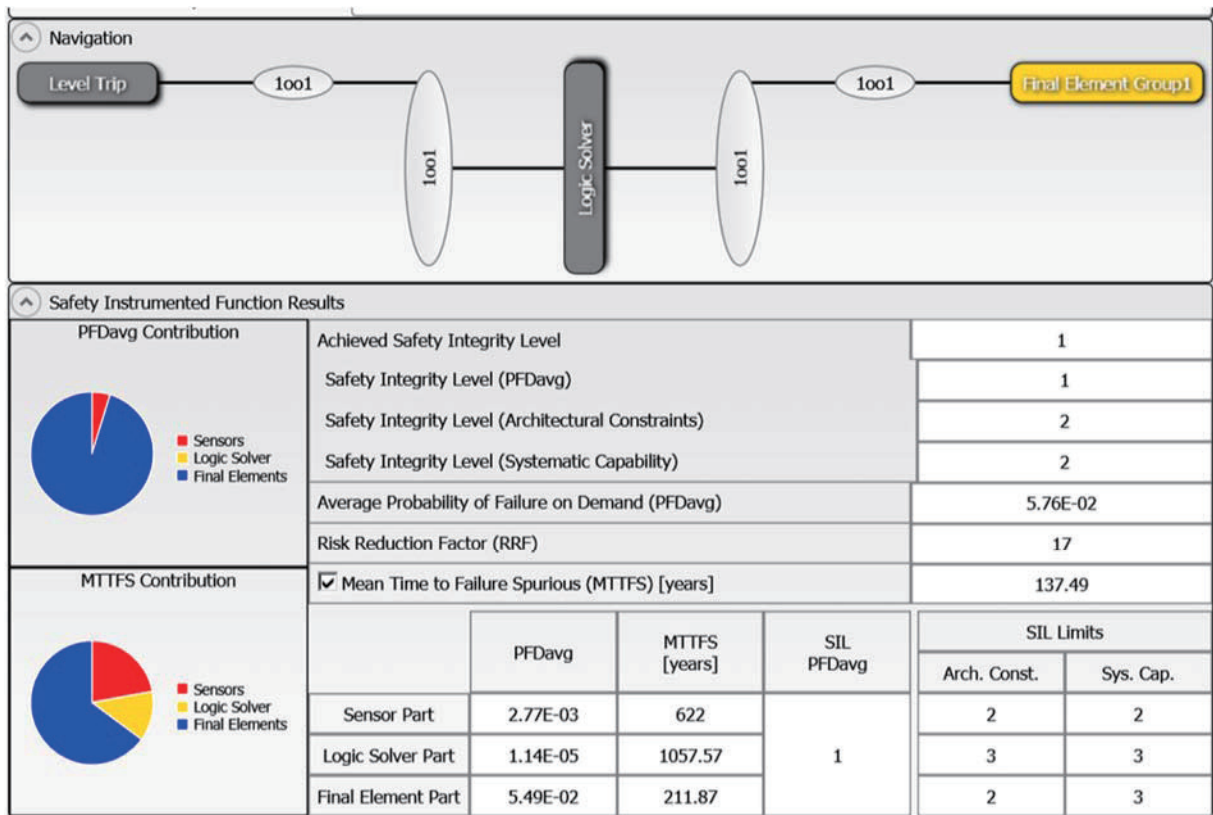 Navigation
Level Trip
1oo1
1oo1
Logic Solver
1oo1
1oo1
Final Element Group1
Safety Instrumented Function Results
PFDavg Contribution
Sensors
Logic Solver
Final Elements
Achieved Safety Integrity Level 1
Safety Integrity Level (PFDavg) 1
Safety Integrity Level (Architectural Constraints) 2
Safety Integrity Level (Systematic Capability) 2
Average Probability of Failure on Demand (PFDavg) 5.76E-02
Risk Reduction Factor (RRF) 17
MTTFS Contribution
Sensors
Logic Solver
Final Elements
Mean Time to Failure Spurious (MTTFS) [years] 137.49
PFDavg MTTFS [years] SIL PFDavg SIL Limits
Arch. Const. Sys. Cap.
Sensor Part 2.77E-03 622 2 2
Logic Solver Part 1.14E-05 1057.57 1 3 3
Final Element Part 5.49E-02 211.87 2 3